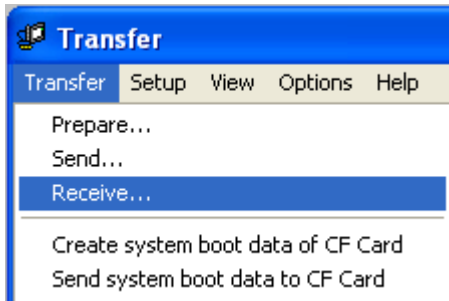 Transfer
Transfer Setup View Options Help
Prepare...
Send...
Receive...
Create system boot data of CF Card
Send system boot data to CF Card